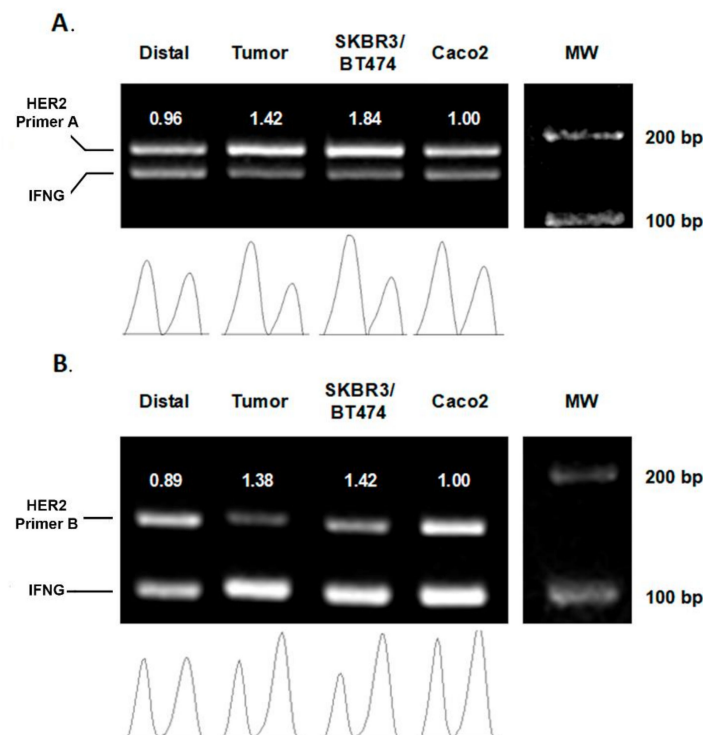 A.
Distal Tumor SKBR3/ Caco2 MW
BT474
HER2
Primer A
0.96 1.42 1.84 1.00
200 bp
IFNG
100 bp
B.
Distal Tumor SKBR3/ Caco2 MW
BT474
0.89 1.38 1.42 1.00
200 bp
HER2
Primer B
IFNG
100 bp